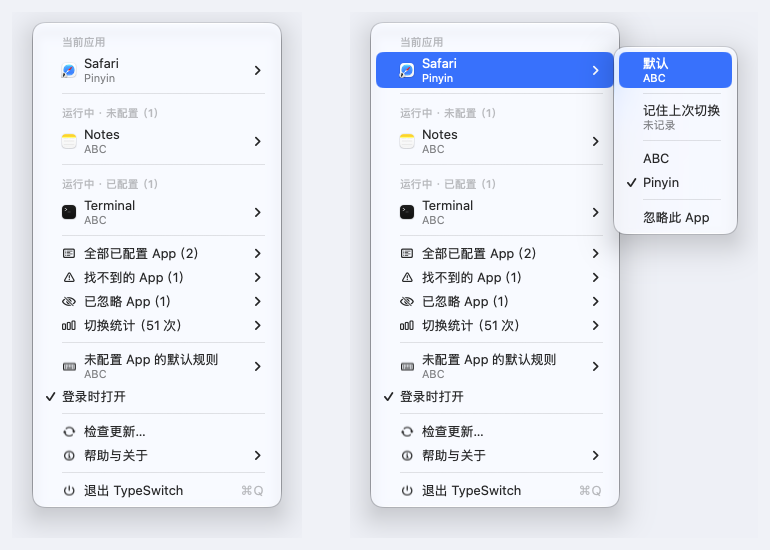 当前应用
Safari
Pinyin
运行中 · 未配置 (1)
Notes
ABC
运行中 · 已配置 (1)
Terminal
ABC
全部已配置 App (2)
找不到的 App (1)
已忽略 App (1)
切换统计 (51 次)
未配置 App 的默认规则
ABC
登录时打开
检查更新...
帮助与关于
退出 TypeSwitch ⌘Q
当前应用
Safari
Pinyin
运行中 · 未配置 (1)
Notes
ABC
运行中 · 已配置 (1)
Terminal
ABC
全部已配置 App (2)
找不到的 App (1)
已忽略 App (1)
切换统计 (51 次)
未配置 App 的默认规则
ABC
登录时打开
检查更新...
帮助与关于
退出 TypeSwitch ⌘Q
默认
ABC
记住上次切换
未记录
ABC
Pinyin
忽略此 App